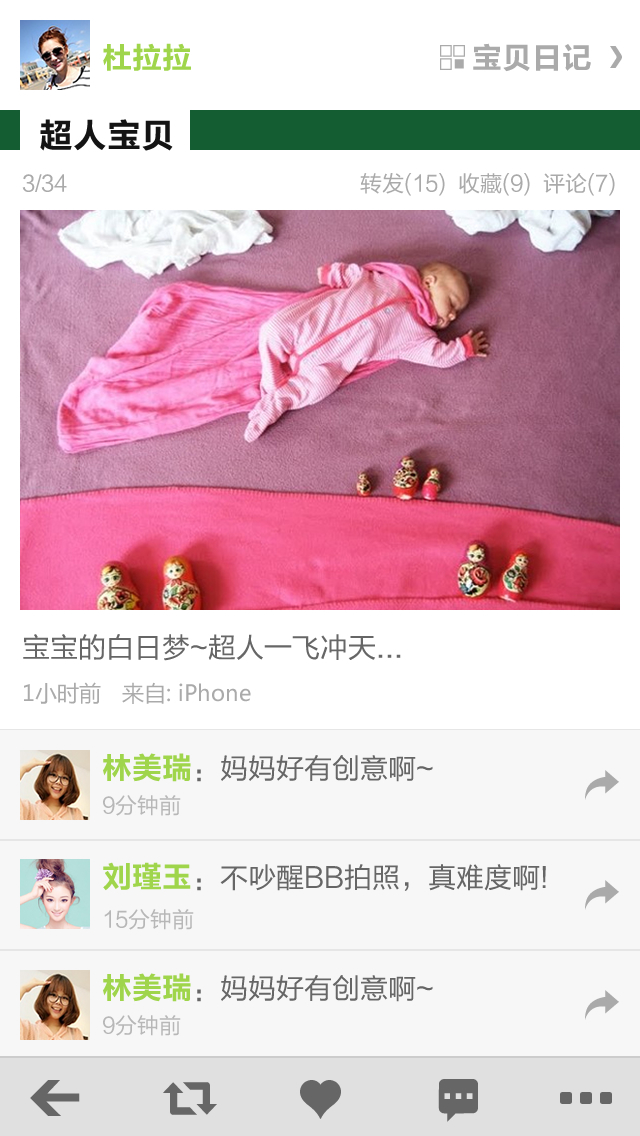 杜拉拉
宝贝日记
超人宝贝
3/34
转发(15) 收藏(9) 评论(7)
宝宝的白日梦~超人一飞冲天...
1小时前 来自: iPhone
林美瑞：妈妈好有创意啊~
9分钟前
刘瑾玉：不吵醒BB拍照，真难度啊!
15分钟前
林美瑞：妈妈好有创意啊~
9分钟前